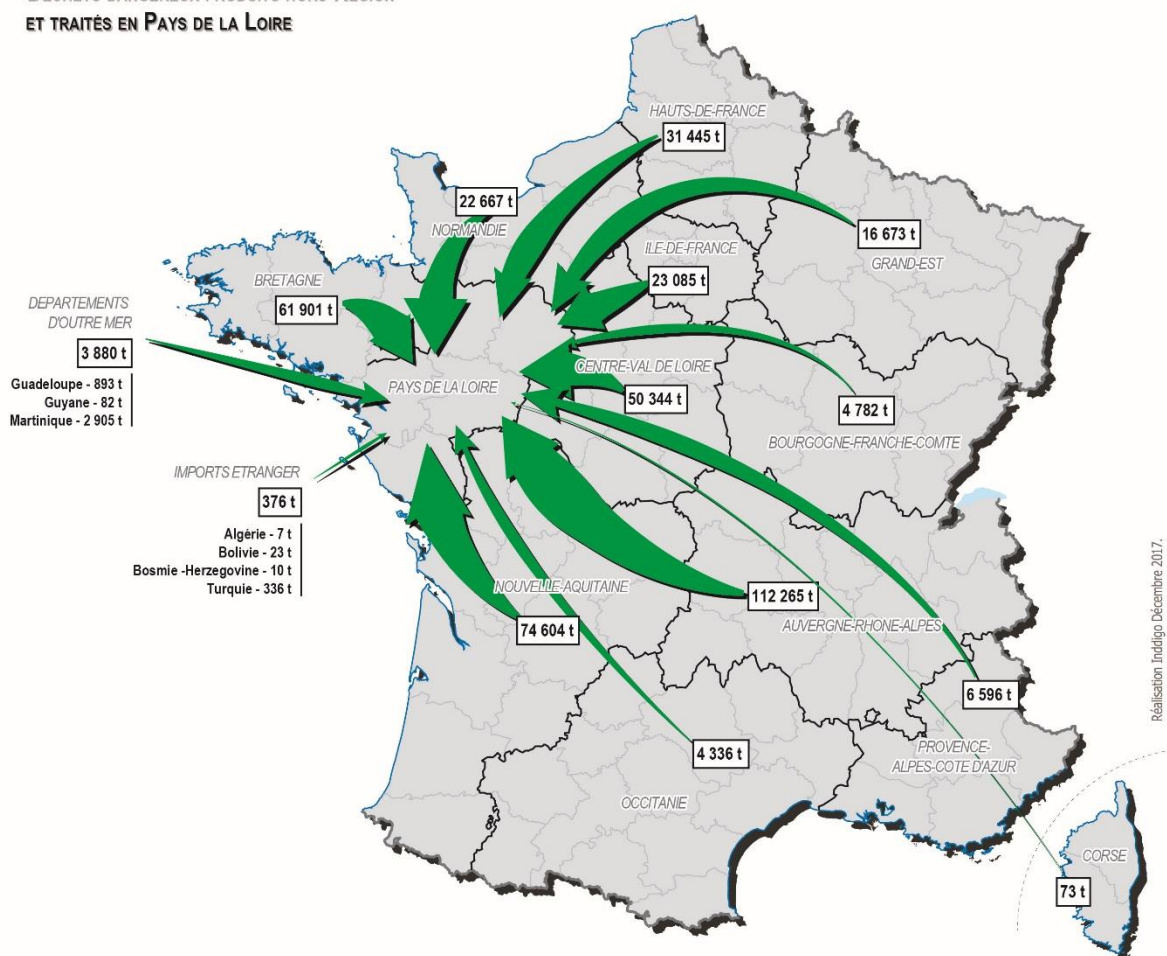 ET TRAITÉS EN PAYS DE LA LOIRE
HAUTS-DE-FRANCE
31 445 t
22 667 t
NORMANDIE
16 673 t
GRAND-EST
ILE-DE-FRANCE
23 085 t
BRETAGNE
61 901 t
DEPARTEMENTS
D'OUTRE MER
3 880 t
Guadeloupe - 893 t
Guyane - 82 t
Martinique - 2 905 t
PAYS DE LA LOIRE
CENTRE-VAL DE LOIRE
50 344 t
4 782 t
BOURGOGNE-FRANCHE-COMTE
IMPORTS ETRANGER
376 t
Algérie - 7 t
Bolivie - 23 t
Bosmie -Herzegovine - 10 t
Turquie - 336 t
NOUVELLE-AQUITAINE
74 604 t
112 265 t
AUVERGNE-RHONE-ALPES
6 596 t
4 336 t
PROVENCE-
ALPES-COTE D'AZUR
OCCITANIE
CORSE
73 t
Réalisation Inddigo Décembre 2017.